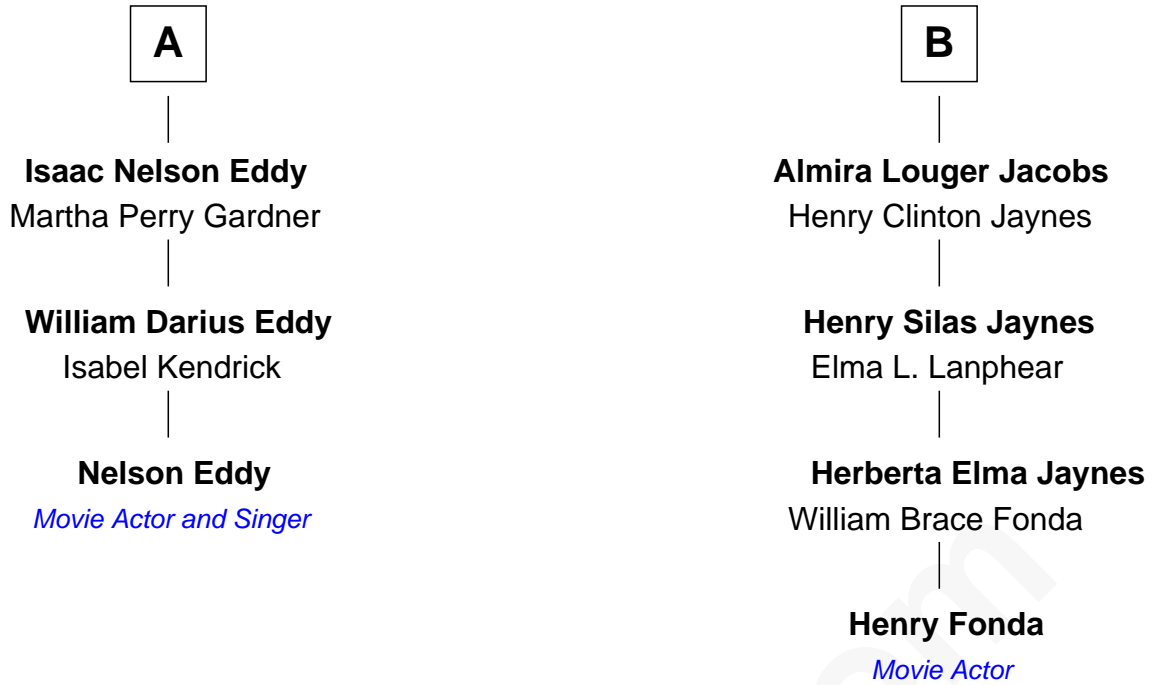 A
Isaac Nelson Eddy
Martha Perry Gardner
William Darius Eddy
Isabel Kendrick
Nelson Eddy
Movie Actor and Singer
B
Almira Louger Jacobs
Henry Clinton Jaynes
Henry Silas Jaynes
Elma L. Lanphear
Herberta Elma Jaynes
William Brace Fonda
Henry Fonda
Movie Actor